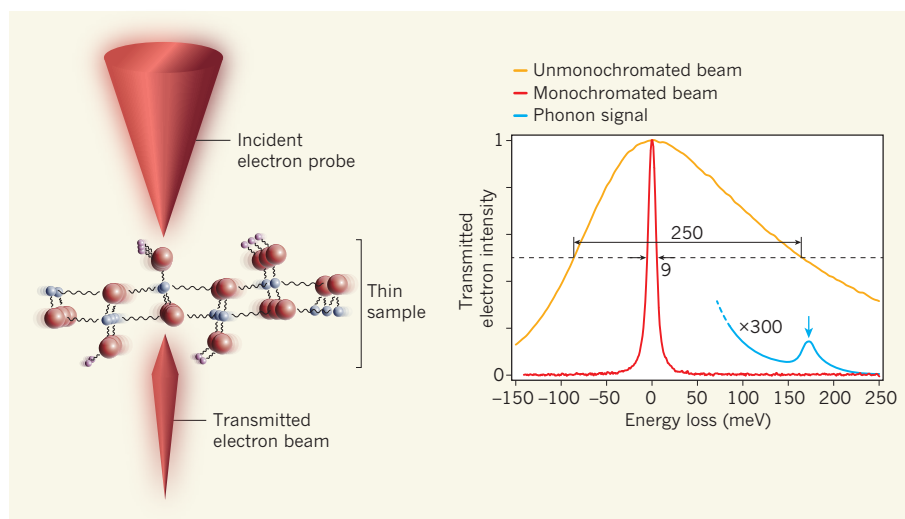 Incident
electron probe
Thin
sample
Transmitted
electron beam
Unmonochromated beam
Monochromated beam
Phonon signal
Transmitted
electron intensity
1
0
250
9
×300
–150 –100 –50 0 50 100 150 200 250
Energy loss (meV)